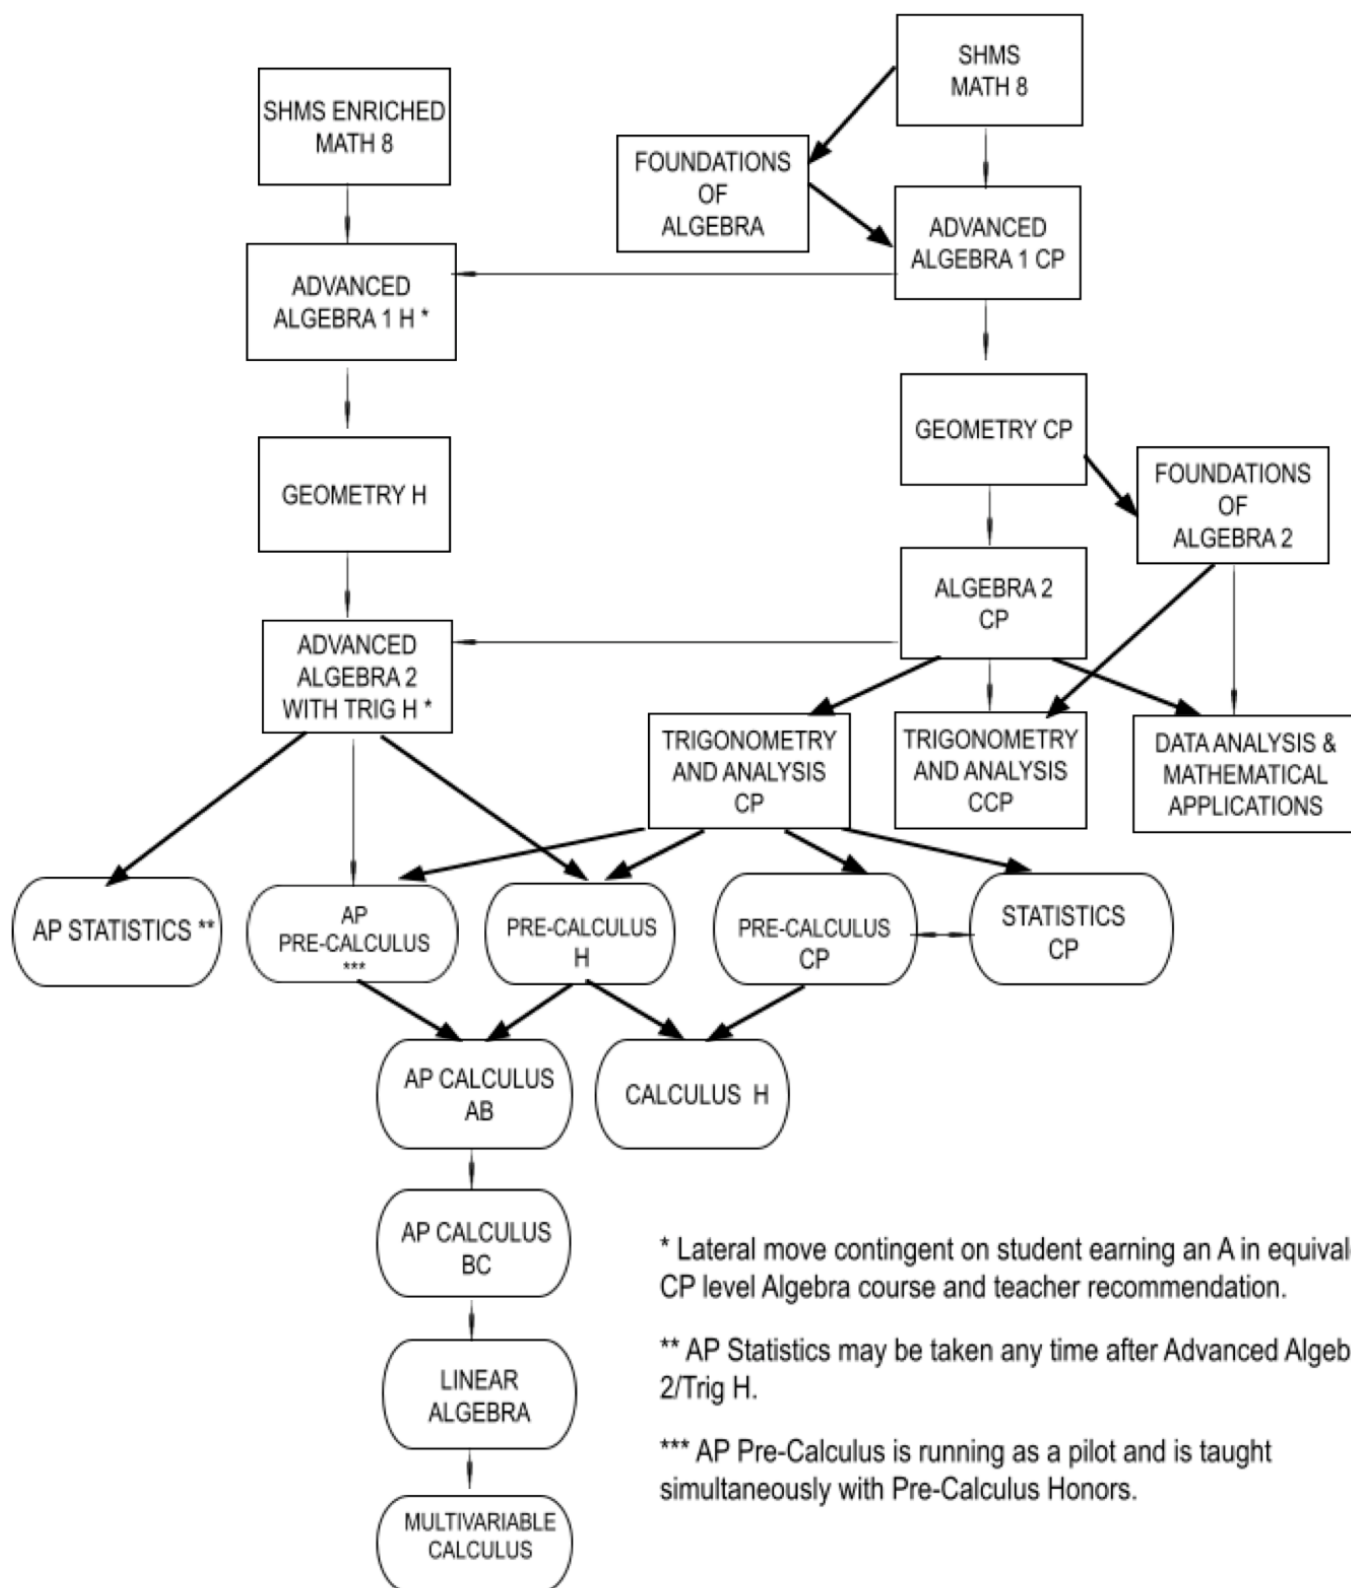 SHMS
MATH 8
SHMS ENRICHED
MATH 8
FOUNDATIONS
OF
ALGEBRA
ADVANCED
ALGEBRA 1 CP
ADVANCED
ALGEBRA 1 H *
GEOMETRY CP
GEOMETRY H
FOUNDATIONS
OF
ALGEBRA 2
ALGEBRA 2
CP
ADVANCED
ALGEBRA 2
WITH TRIG H *
TRIGONOMETRY
AND ANALYSIS
CP
TRIGONOMETRY
AND ANALYSIS
CCP
DATA ANALYSIS &
MATHEMATICAL
APPLICATIONS
AP STATISTICS **
AP
PRE-CALCULUS
***
PRE-CALCULUS
H
PRE-CALCULUS
CP
STATISTICS
CP
AP CALCULUS
AB
CALCULUS H
AP CALCULUS
BC
LINEAR
ALGEBRA
MULTIVARIABLE
CALCULUS
* Lateral move contingent on student earning an A in equival
CP level Algebra course and teacher recommendation.
** AP Statistics may be taken any time after Advanced Algeb
2/Trig H.
*** AP Pre-Calculus is running as a pilot and is taught
simultaneously with Pre-Calculus Honors.